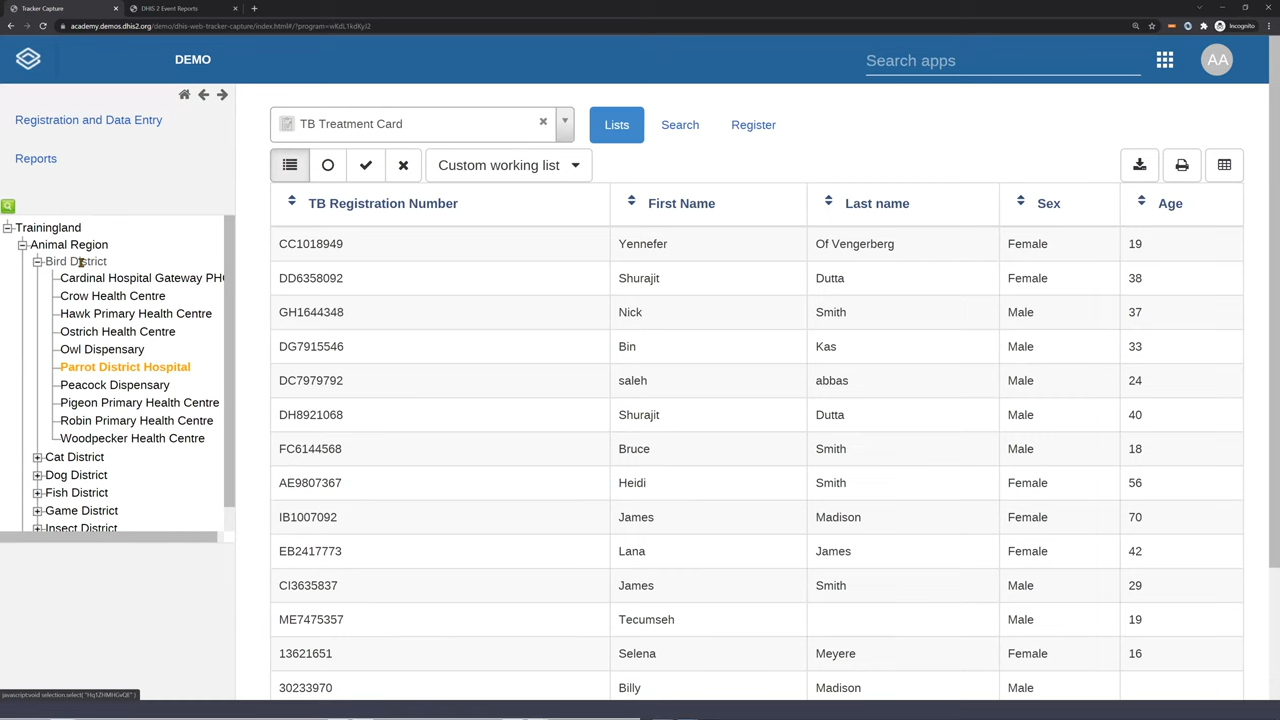 Tracker Capture
DHIS 2 Event Reports
academy.demos.dhis2.org/demo/dhis-web-tracker-capture/index.html#/?program=wKdL1kdKyJ2
Incognito
DEMO
Search apps
AA
Registration and Data Entry
Reports
Trainingland
Animal Region
Bird District
Cardinal Hospital Gateway PH
Crow Health Centre
Hawk Primary Health Centre
Ostrich Health Centre
Owl Dispensary
Parrot District Hospital
Peacock Dispensary
Pigeon Primary Health Centre
Robin Primary Health Centre
Woodpecker Health Centre
Cat District
Dog District
Fish District
Game District
Insect District
TB Treatment Card
Lists Search Register
Custom working list
TB Registration Number First Name Last name Sex Age
CC1018949 Yennefer Of Vengerberg Female 19
DD6358092 Shurajit Dutta Female 38
GH1644348 Nick Smith Male 37
DG7915546 Bin Kas Male 33
DC7979792 saleh abbas Male 24
DH8921068 Shurajit Dutta Male 40
FC6144568 Bruce Smith Male 18
AE9807367 Heidi Smith Female 56
IB1007092 James Madison Female 70
EB2417773 Lana James Female 42
CI3635837 James Smith Male 29
ME7475357 Tecumseh Male 19
13621651 Selena Meyere Female 16
30233970 Billy Madison Male